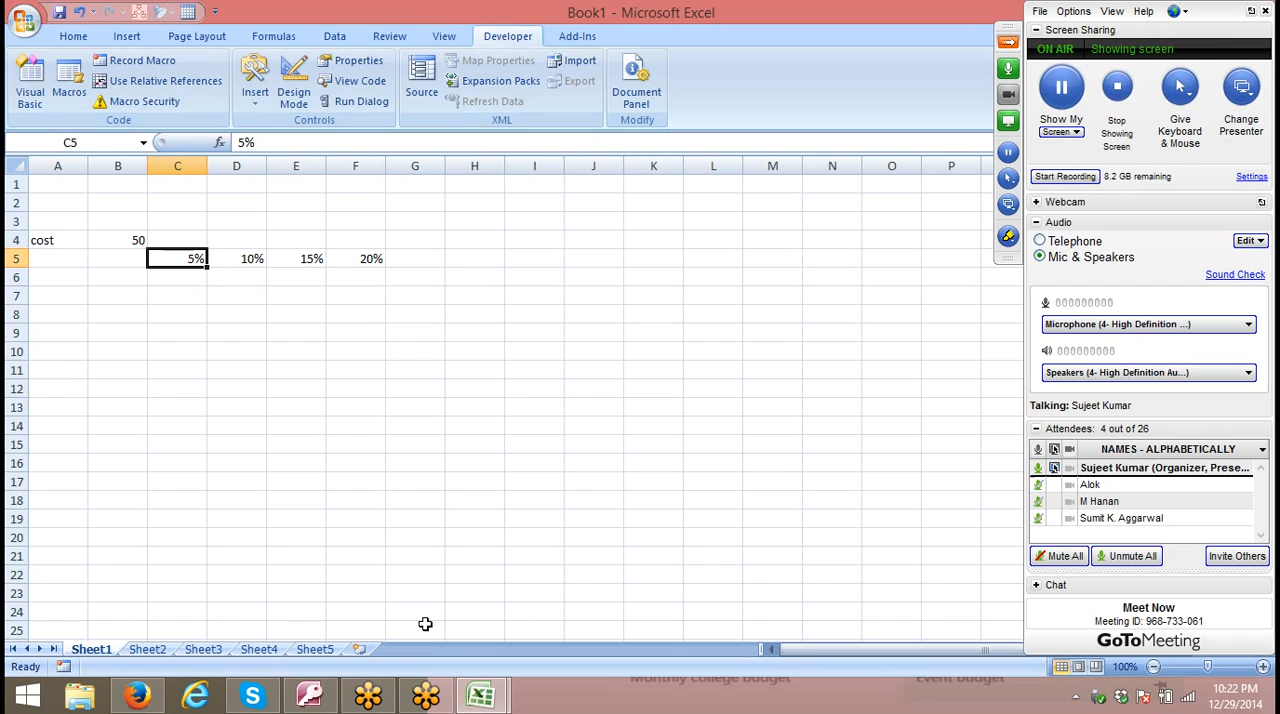 Book1 - Microsoft Excel
Home Insert Page Layout Formulas Data Review View Developer Add-Ins
Visual Basic
Macros
Record Macro
Use Relative References
Macro Security
Code
Insert
Design Mode
Properties
View Code
Run Dialog
Controls
Source
Map Properties
Expansion Packs
Refresh Data
Import
Export
XML
Document Panel
Modify
C5 fx 5%
A B C D E F G H I J K L M N O P
1
2
3
4 cost 50
5 5% 10% 15% 20%
6
7
8
9
10
11
12
13
14
15
16
17
18
19
20
21
22
23
24
25
Sheet1 Sheet2 Sheet3 Sheet4 Sheet5
Ready 100%
Monthly college budget Event budget
10:22 PM
12/29/2014
File Options View Help
Screen Sharing
ON AIR Showing screen
Show My
Screen
Stop Showing Screen
Give Keyboard & Mouse
Change Presenter
Start Recording 8.2 GB remaining Settings
Webcam
Audio
Telephone Edit
Mic & Speakers
Sound Check
Microphone (4- High Definition ...)
Speakers (4- High Definition Au...)
Talking: Sujeet Kumar
Attendees: 4 out of 26
NAMES - ALPHABETICALLY
Sujeet Kumar (Organizer, Prese...
Alok
M Hanan
Sumit K. Aggarwal
Mute All Unmute All Invite Others
Chat
Meet Now
Meeting ID: 968-733-061
GoToMeeting